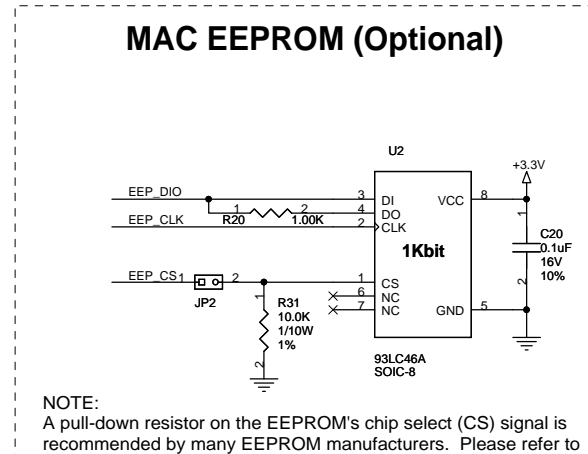 MAC EEPROM (Optional)
U2
+3.3V
EEP_DIO
3
DI
VCC
8
1
R20
2
1.00K
4
DO
EEP_CLK
2
CLK
1
C20
0.1uF
16V
10%
2
1Kbit
EEP_CS
1
2
JP2
1
CS
1
R31
10.0K
1/10W
1%
2
6
NC
7
NC
GND
5
93LC46A
SOIC-8
NOTE:
A pull-down resistor on the EEPROM's chip select (CS) signal is
recommended by many EEPROM manufacturers. Please refer to